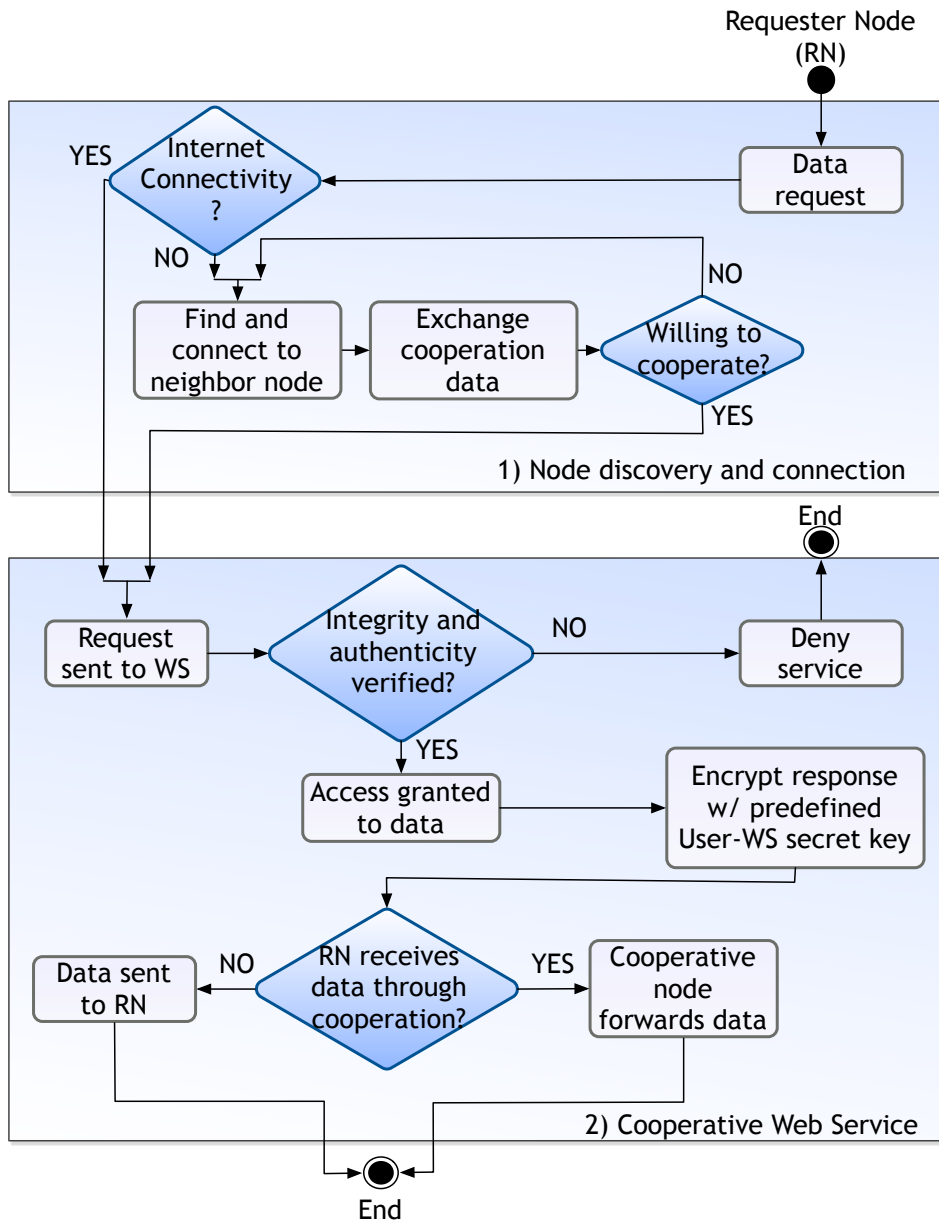 Requester Node
(RN)
Data
request
YES
Internet
Connectivity
?
NO
NO
Find and
connect to
neighbor node
Exchange
cooperation
data
Willing to
cooperate?
YES
1) Node discovery and connection
End
Request
sent to WS
Integrity and
authenticity
verified?
NO
Deny
service
YES
Access granted
to data
Encrypt response
w/ predefined
User-WS secret key
RN receives
data through
cooperation?
NO
YES
Data sent
to RN
Cooperative
node
forwards data
2) Cooperative Web Service
End